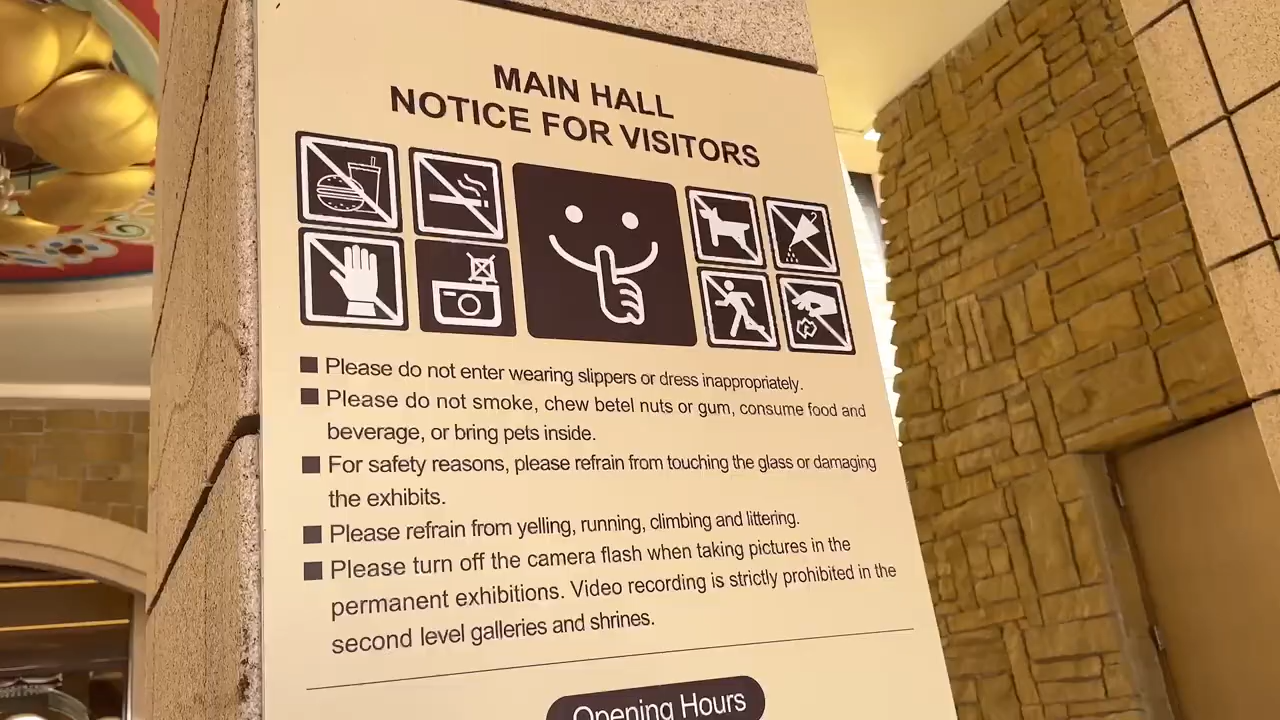 MAIN HALL
NOTICE FOR VISITORS
Please do not enter wearing slippers or dress inappropriately.
Please do not smoke, chew betel nuts or gum, consume food and
beverage, or bring pets inside.
For safety reasons, please refrain from touching the glass or damaging
the exhibits.
Please refrain from yelling, running, climbing and littering.
Please turn off the camera flash when taking pictures in the
permanent exhibitions. Video recording is strictly prohibited in the
second level galleries and shrines.
Opening Hours